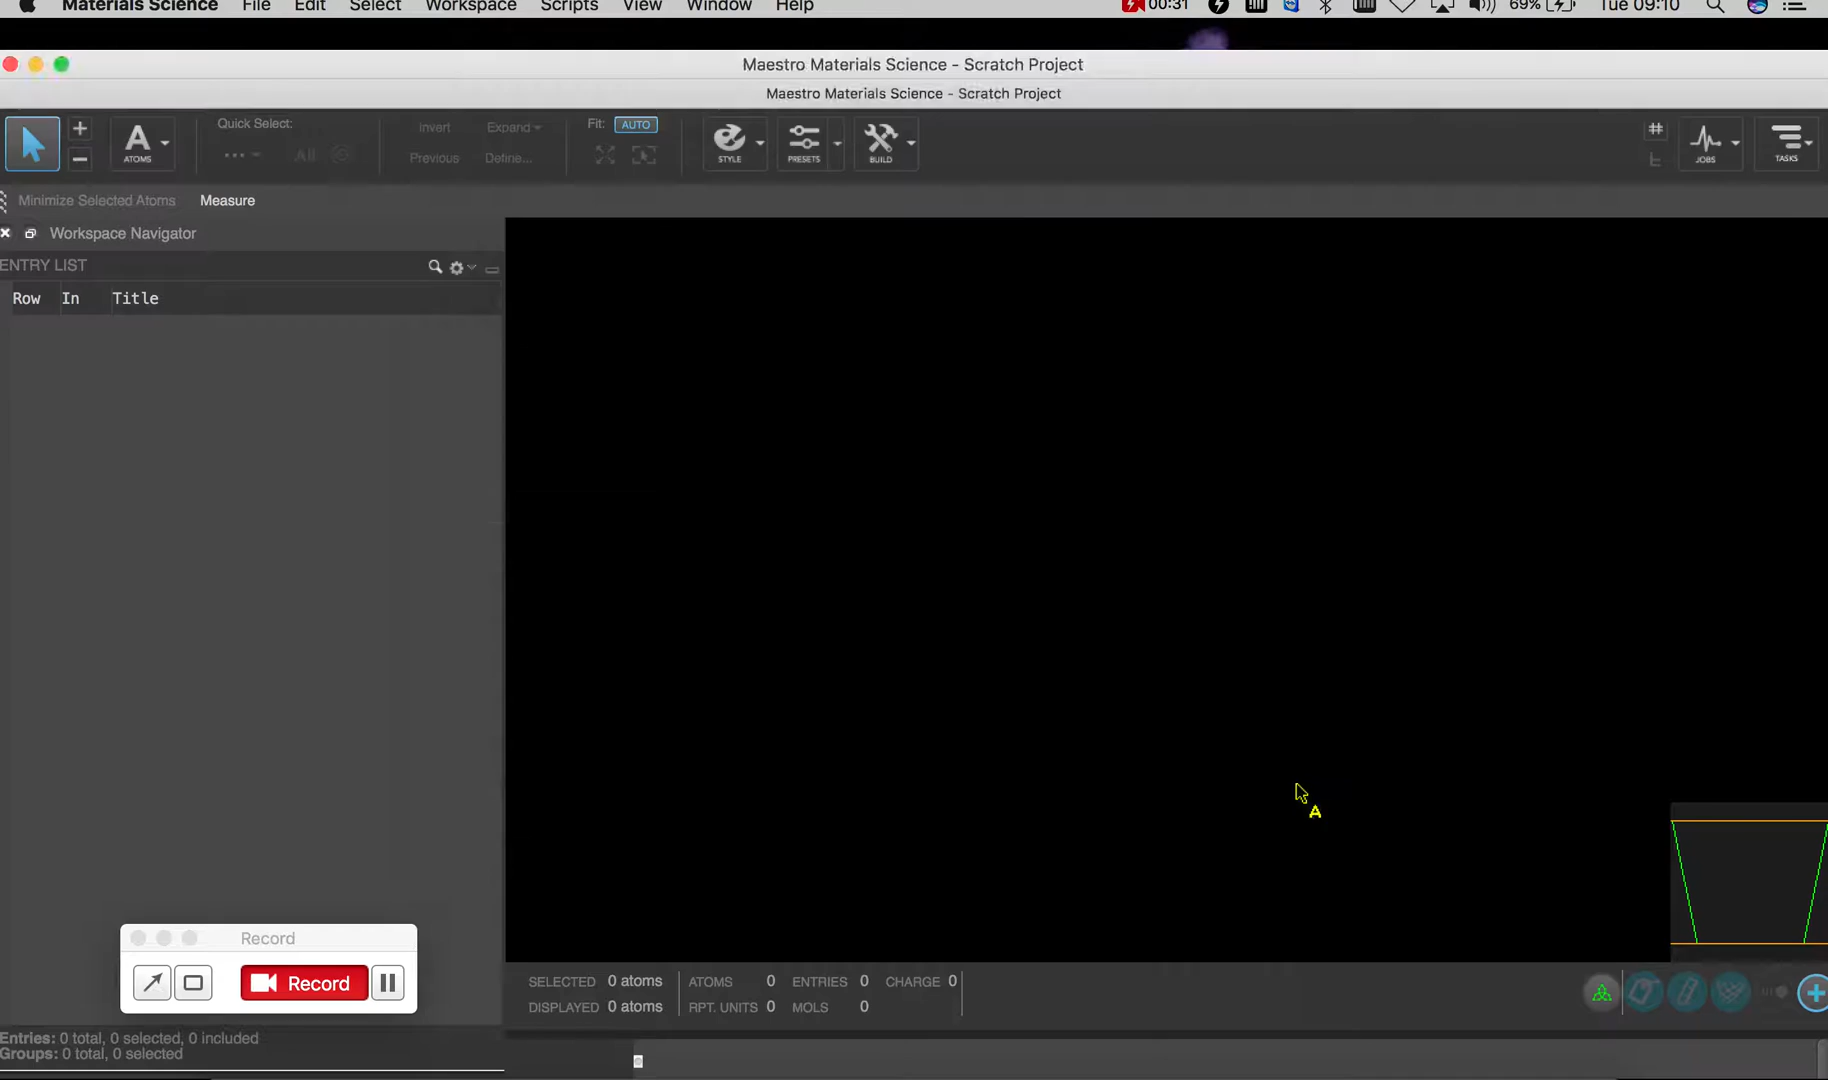 Materials Science File Edit Select Workspace Scripts View Window Help 00:31 69% Tue 09:10
Maestro Materials Science - Scratch Project
Maestro Materials Science - Scratch Project
A ATOMS
Quick Select:
All
Invert Expand
Previous Define...
Fit: AUTO
STYLE PRESETS BUILD
JOBS TASKS
Minimize Selected Atoms Measure
Workspace Navigator
ENTRY LIST
Row In Title
A
Record
Record
SELECTED 0 atoms ATOMS 0 ENTRIES 0 CHARGE 0
DISPLAYED 0 atoms RPT. UNITS 0 MOLS 0
Entries: 0 total, 0 selected, 0 included
Groups: 0 total, 0 selected